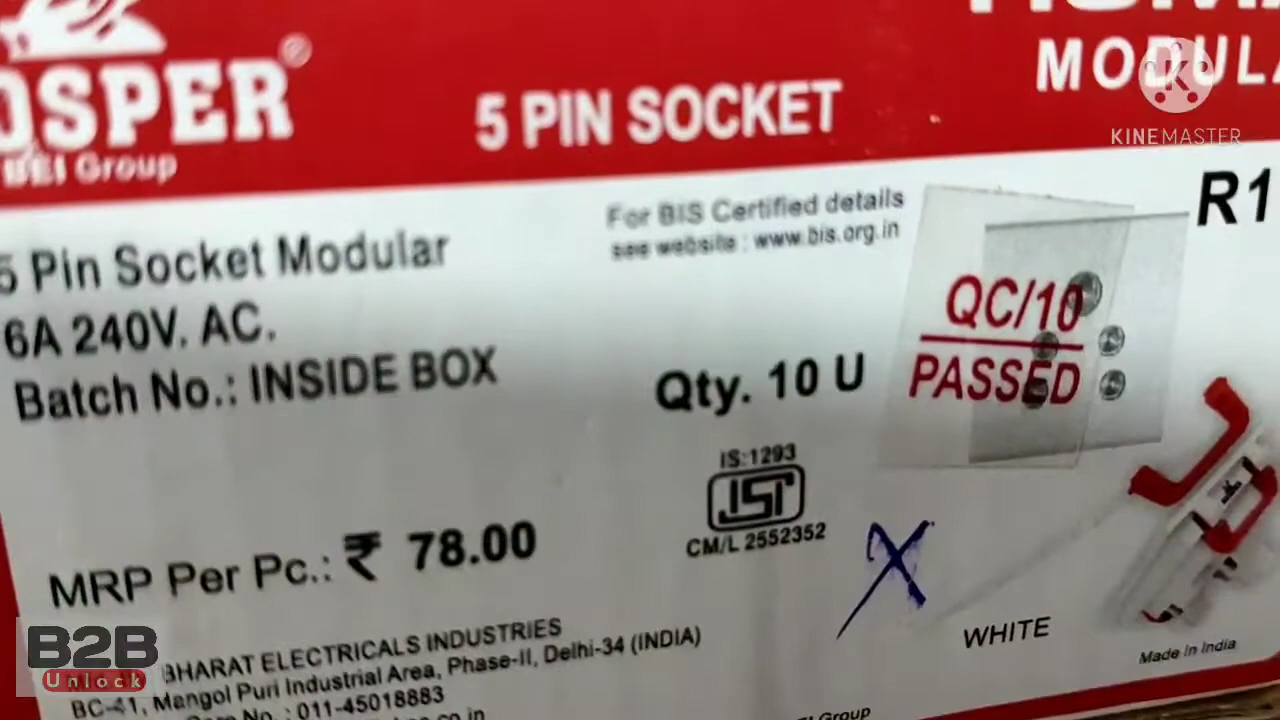 OSPER®
BEI Group
5 PIN SOCKET
MODULA
KINEMASTER
5 Pin Socket Modular
6A 240V. AC.
Batch No.: INSIDE BOX
For BIS Certified details
see website : www.bis.org.in
R1
Qty. 10 U
QC/10
PASSED
IS:1293
ISI
CM/L 2552352
MRP Per Pc.: ₹ 78.00
X
WHITE
Made in India
B2B
Unlock
BHARAT ELECTRICALS INDUSTRIES
BC-41, Mangol Puri Industrial Area, Phase-II, Delhi-34 (INDIA)
No. : 011-45018883
BEI Group